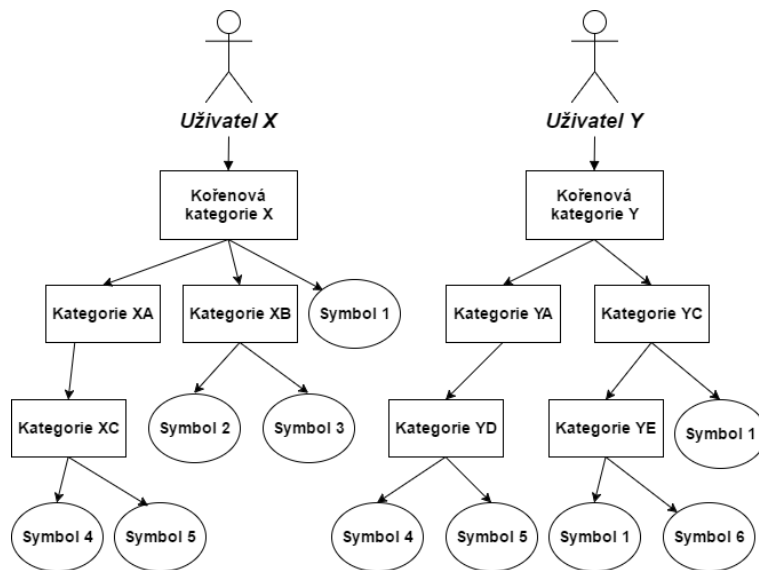 Uživatel X
Uživatel Y
Kořenová
kategorie X
Kořenová
kategorie Y
Kategorie XA
Kategorie XB
Symbol 1
Kategorie YA
Kategorie YC
Kategorie XC
Symbol 2
Symbol 3
Kategorie YD
Kategorie YE
Symbol 1
Symbol 4
Symbol 5
Symbol 4
Symbol 5
Symbol 1
Symbol 6